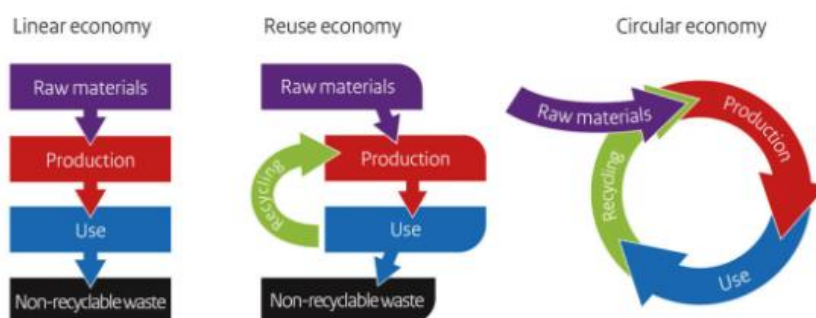 Linear economy
Raw materials
Production
Use
Non-recyclable waste
Reuse economy
Raw materials
Production
Recycling
Use
Non-recyclable waste
Circular economy
Raw materials
Production
Recycling
Use